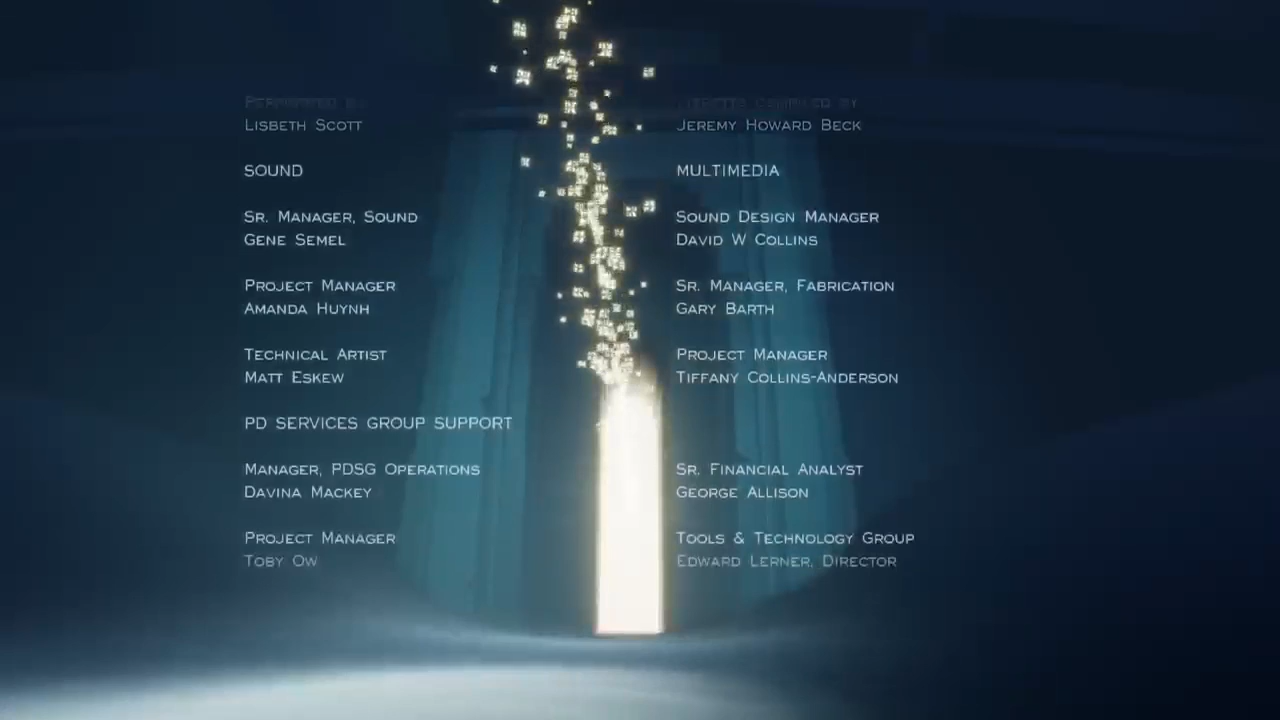 Lisbeth Scott
Jeremy Howard Beck
SOUND
MULTIMEDIA
Sr. Manager, Sound
Gene Semel
Sound Design Manager
David W Collins
Project Manager
Amanda Huynh
Sr. Manager, Fabrication
Gary Barth
Technical Artist
Matt Eskew
Project Manager
Tiffany Collins-Anderson
PD SERVICES GROUP SUPPORT
Manager, PDSG Operations
Davina Mackey
Sr. Financial Analyst
George Allison
Project Manager
Toby Ow
Tools & Technology Group
Edward Lerner, Director